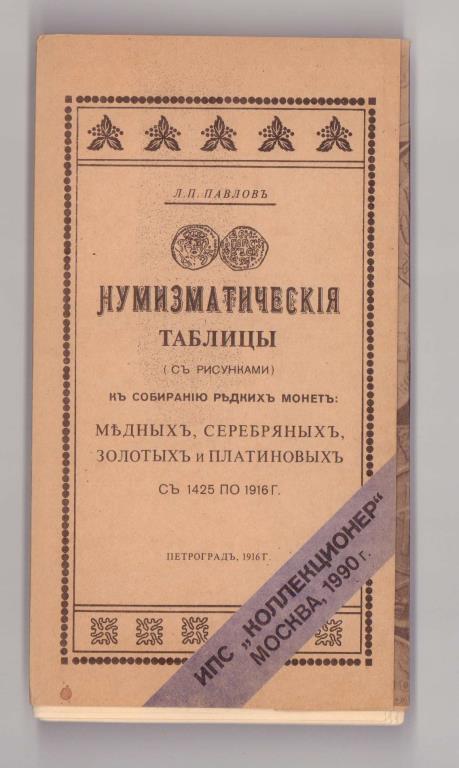 Л.П. ПАВЛОВЪ
НУМИЗМАТИЧЕСКІЯ
ТАБЛИЦЫ
(СЪ РИСУНКАМИ)
КЪ СОБИРАНІЮ РѢДКИХЪ МОНЕТЪ:
МѢДНЫХЪ, СЕРЕБРЯНЫХЪ,
ЗОЛОТЫХЪ И ПЛАТИНОВЫХЪ
СЪ 1425 ПО 1916 Г.
ПЕТРОГРАДЪ, 1916 Г.
ИПС „КОЛЛЕКЦИОНЕР“
МОСКВА, 1990 г.